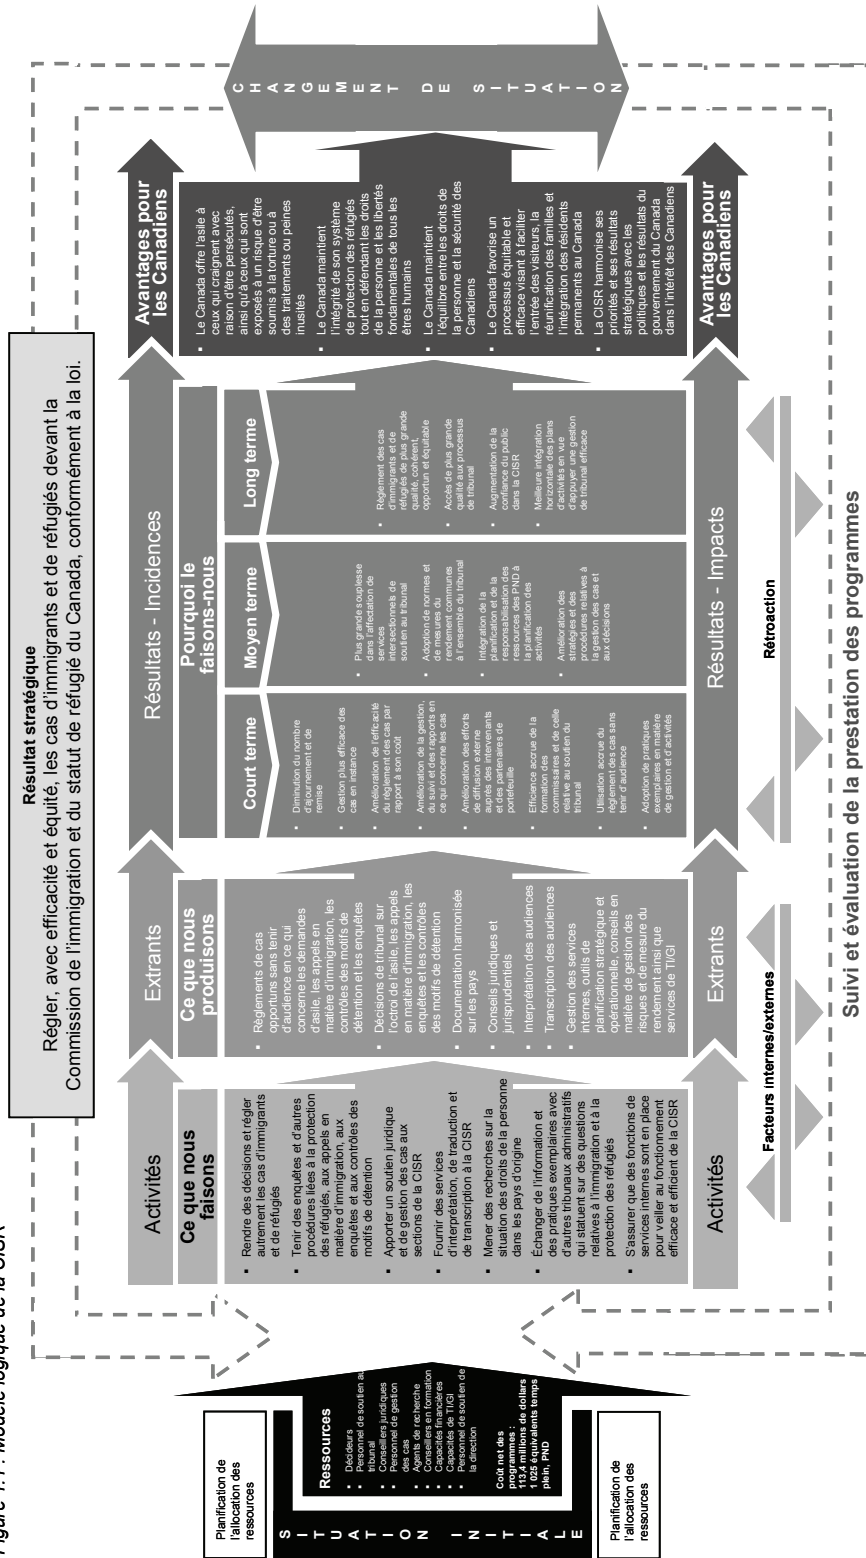 Figure 1.1 : Modèle logique de la CISR
Résultat stratégique
Régler, avec efficacité et équité, les cas d'immigrants et de réfugiés devant la
Commission de l'immigration et du statut de réfugié du Canada, conformément à la loi.
Planification de
l'allocation des
ressources
SITUATION INITIALE
Ressources
▪ Décideurs
▪ Personnel de soutien au
tribunal
▪ Conseillers juridiques
▪ Personnel de gestion
des cas
▪ Agents de recherche
▪ Conseillers en formation
▪ Capacités financières
▪ Capacités de TI/GI
▪ Personnel de soutien de
la direction
Coût net des
programmes :
113,4 millions de dollars
1 025 équivalents temps
plein, PND
Planification de
l'allocation des
ressources
Activités
Ce que nous
faisons
▪ Rendre des décisions et régler
autrement les cas d'immigrants
et de réfugiés
▪ Tenir des enquêtes et d'autres
procédures liées à la protection
des réfugiés, aux appels en
matière d'immigration, aux
enquêtes et aux contrôles des
motifs de détention
▪ Apporter un soutien juridique
et de gestion des cas aux
sections de la CISR
▪ Fournir des services
d'interprétation, de traduction et
de transcription à la CISR
▪ Mener des recherches sur la
situation des droits de la personne
dans les pays d'origine
▪ Échanger de l'information et
des pratiques exemplaires avec
d'autres tribunaux administratifs
qui statuent sur des questions
relatives à l'immigration et à la
protection des réfugiés
▪ S'assurer que des fonctions de
services internes sont en place
pour veiller au fonctionnement
efficace et efficient de la CISR
Activités
Extrants
Ce que nous
produisons
▪ Règlements de cas
opportuns sans tenir
d'audience en ce qui
concerne les demandes
d'asile, les appels en
matière d'immigration, les
contrôles des motifs de
détention et les enquêtes
▪ Décisions de tribunal sur
l'octroi de l'asile, les appels
en matière d'immigration, les
enquêtes et les contrôles
des motifs de détention
▪ Documentation harmonisée
sur les pays
▪ Conseils juridiques et
jurisprudentiels
▪ Interprétation des audiences
▪ Transcription des audiences
▪ Gestion des services
internes, outils de
planification stratégique et
opérationnelle, conseils en
matière de gestion des
risques et de mesure du
rendement ainsi que
services de TI/GI
Extrants
Résultats - Incidences
Pourquoi le
faisons-nous
Court terme
▪ Diminution du nombre
d'ajournement et de
remise
▪ Gestion plus efficace des
cas en instance
▪ Amélioration de l'efficacité
du règlement des cas par
rapport à son coût
▪ Amélioration de la gestion,
du suivi et des rapports en
ce qui concerne les cas
▪ Amélioration des efforts
de diffusion externe
auprès des intervenants
et des partenaires de
portefeuille
▪ Efficience accrue de la
formation des
commissaires et de celle
relative au soutien du
tribunal
▪ Utilisation accrue du
règlement des cas sans
tenir d'audience
▪ Adoption de pratiques
exemplaires en matière
de gestion et d'activités
Moyen terme
▪ Plus grande souplesse
dans l'affectation de
services
intersectionnels de
soutien au tribunal
▪ Adoption de normes et
de mesures du
rendement communes
à l'ensemble du tribunal
▪ Intégration de la
planification et de la
responsabilisation des
ressources des PND à
la planification des
activités
▪ Amélioration des
stratégies et des
procédures relatives à
la gestion des cas et
aux décisions
Long terme
▪ Règlement des cas
d'immigrants et de
réfugiés de plus grande
qualité, cohérent,
opportun et équitable
▪ Accès de plus grande
qualité aux processus
de tribunal
▪ Augmentation de la
confiance du public
dans la CISR
▪ Meilleure intégration
horizontale des plans
d'activités en vue
d'appuyer une gestion
de tribunal efficace
Résultats - Impacts
Avantages pour
les Canadiens
▪ Le Canada offre l'asile à
ceux qui craignent avec
raison d'être persécutés,
ainsi qu'à ceux qui sont
exposés à un risque d'être
soumis à la torture ou à
des traitements ou peines
inusités
▪ Le Canada maintient
l'intégrité de son système
de protection des réfugiés
tout en défendant les droits
de la personne et les libertés
fondamentales de tous les
êtres humains
▪ Le Canada maintient
l'équilibre entre les droits de
la personne et la sécurité des
Canadiens
▪ Le Canada favorise un
processus équitable et
efficace visant à faciliter
l'entrée des visiteurs, la
réunification des familles et
l'intégration des résidents
permanents au Canada
▪ La CISR harmonise ses
priorités et ses résultats
stratégiques avec les
politiques et les résultats du
gouvernement du Canada
dans l'intérêt des Canadiens
Avantages pour
les Canadiens
CHANGEMENT DE SITUATION
Facteurs internes/externes
Rétroaction
Suivi et évaluation de la prestation des programmes